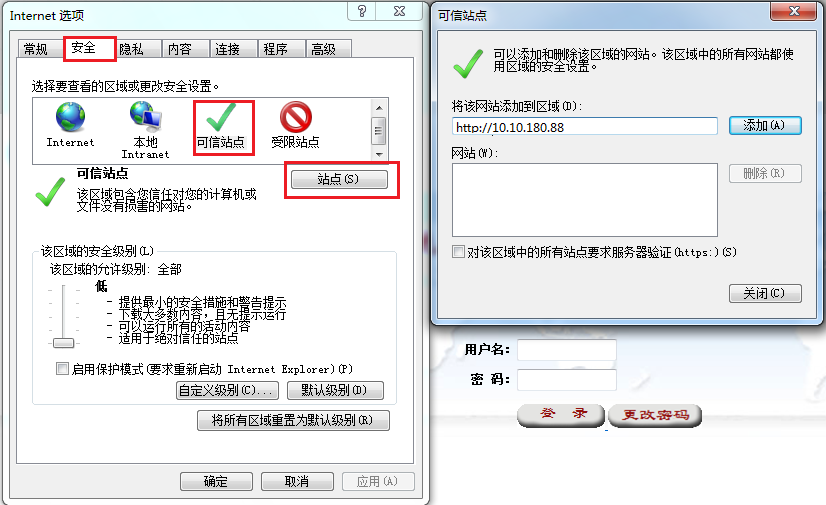 Internet 选项
常规 安全 隐私 内容 连接 程序 高级
选择要查看的区域或更改安全设置。
Internet
本地
Intranet
可信站点
受限站点
可信站点
该区域包含您信任对您的计算机或
文件没有损害的网站。
站点(S)
该区域的安全级别(L)
该区域的允许级别: 全部
低
- 提供最小的安全措施和警告提示
- 下载大多数内容，且无提示运行
- 可以运行所有的活动内容
- 适用于绝对信任的站点
启用保护模式(要求重新启动 Internet Explorer)(P)
自定义级别(C)... 默认级别(D)
将所有区域重置为默认级别(R)
确定 取消 应用(A)
可信站点
可以添加和删除该区域的网站。该区域中的所有网站都使
用区域的安全设置。
将该网站添加到区域(D):
http://10.10.180.88 添加(A)
网站(W):
删除(R)
对该区域中的所有站点要求服务器验证(https:)(S)
关闭(C)
用户名:
密 码:
登 录 更改密码